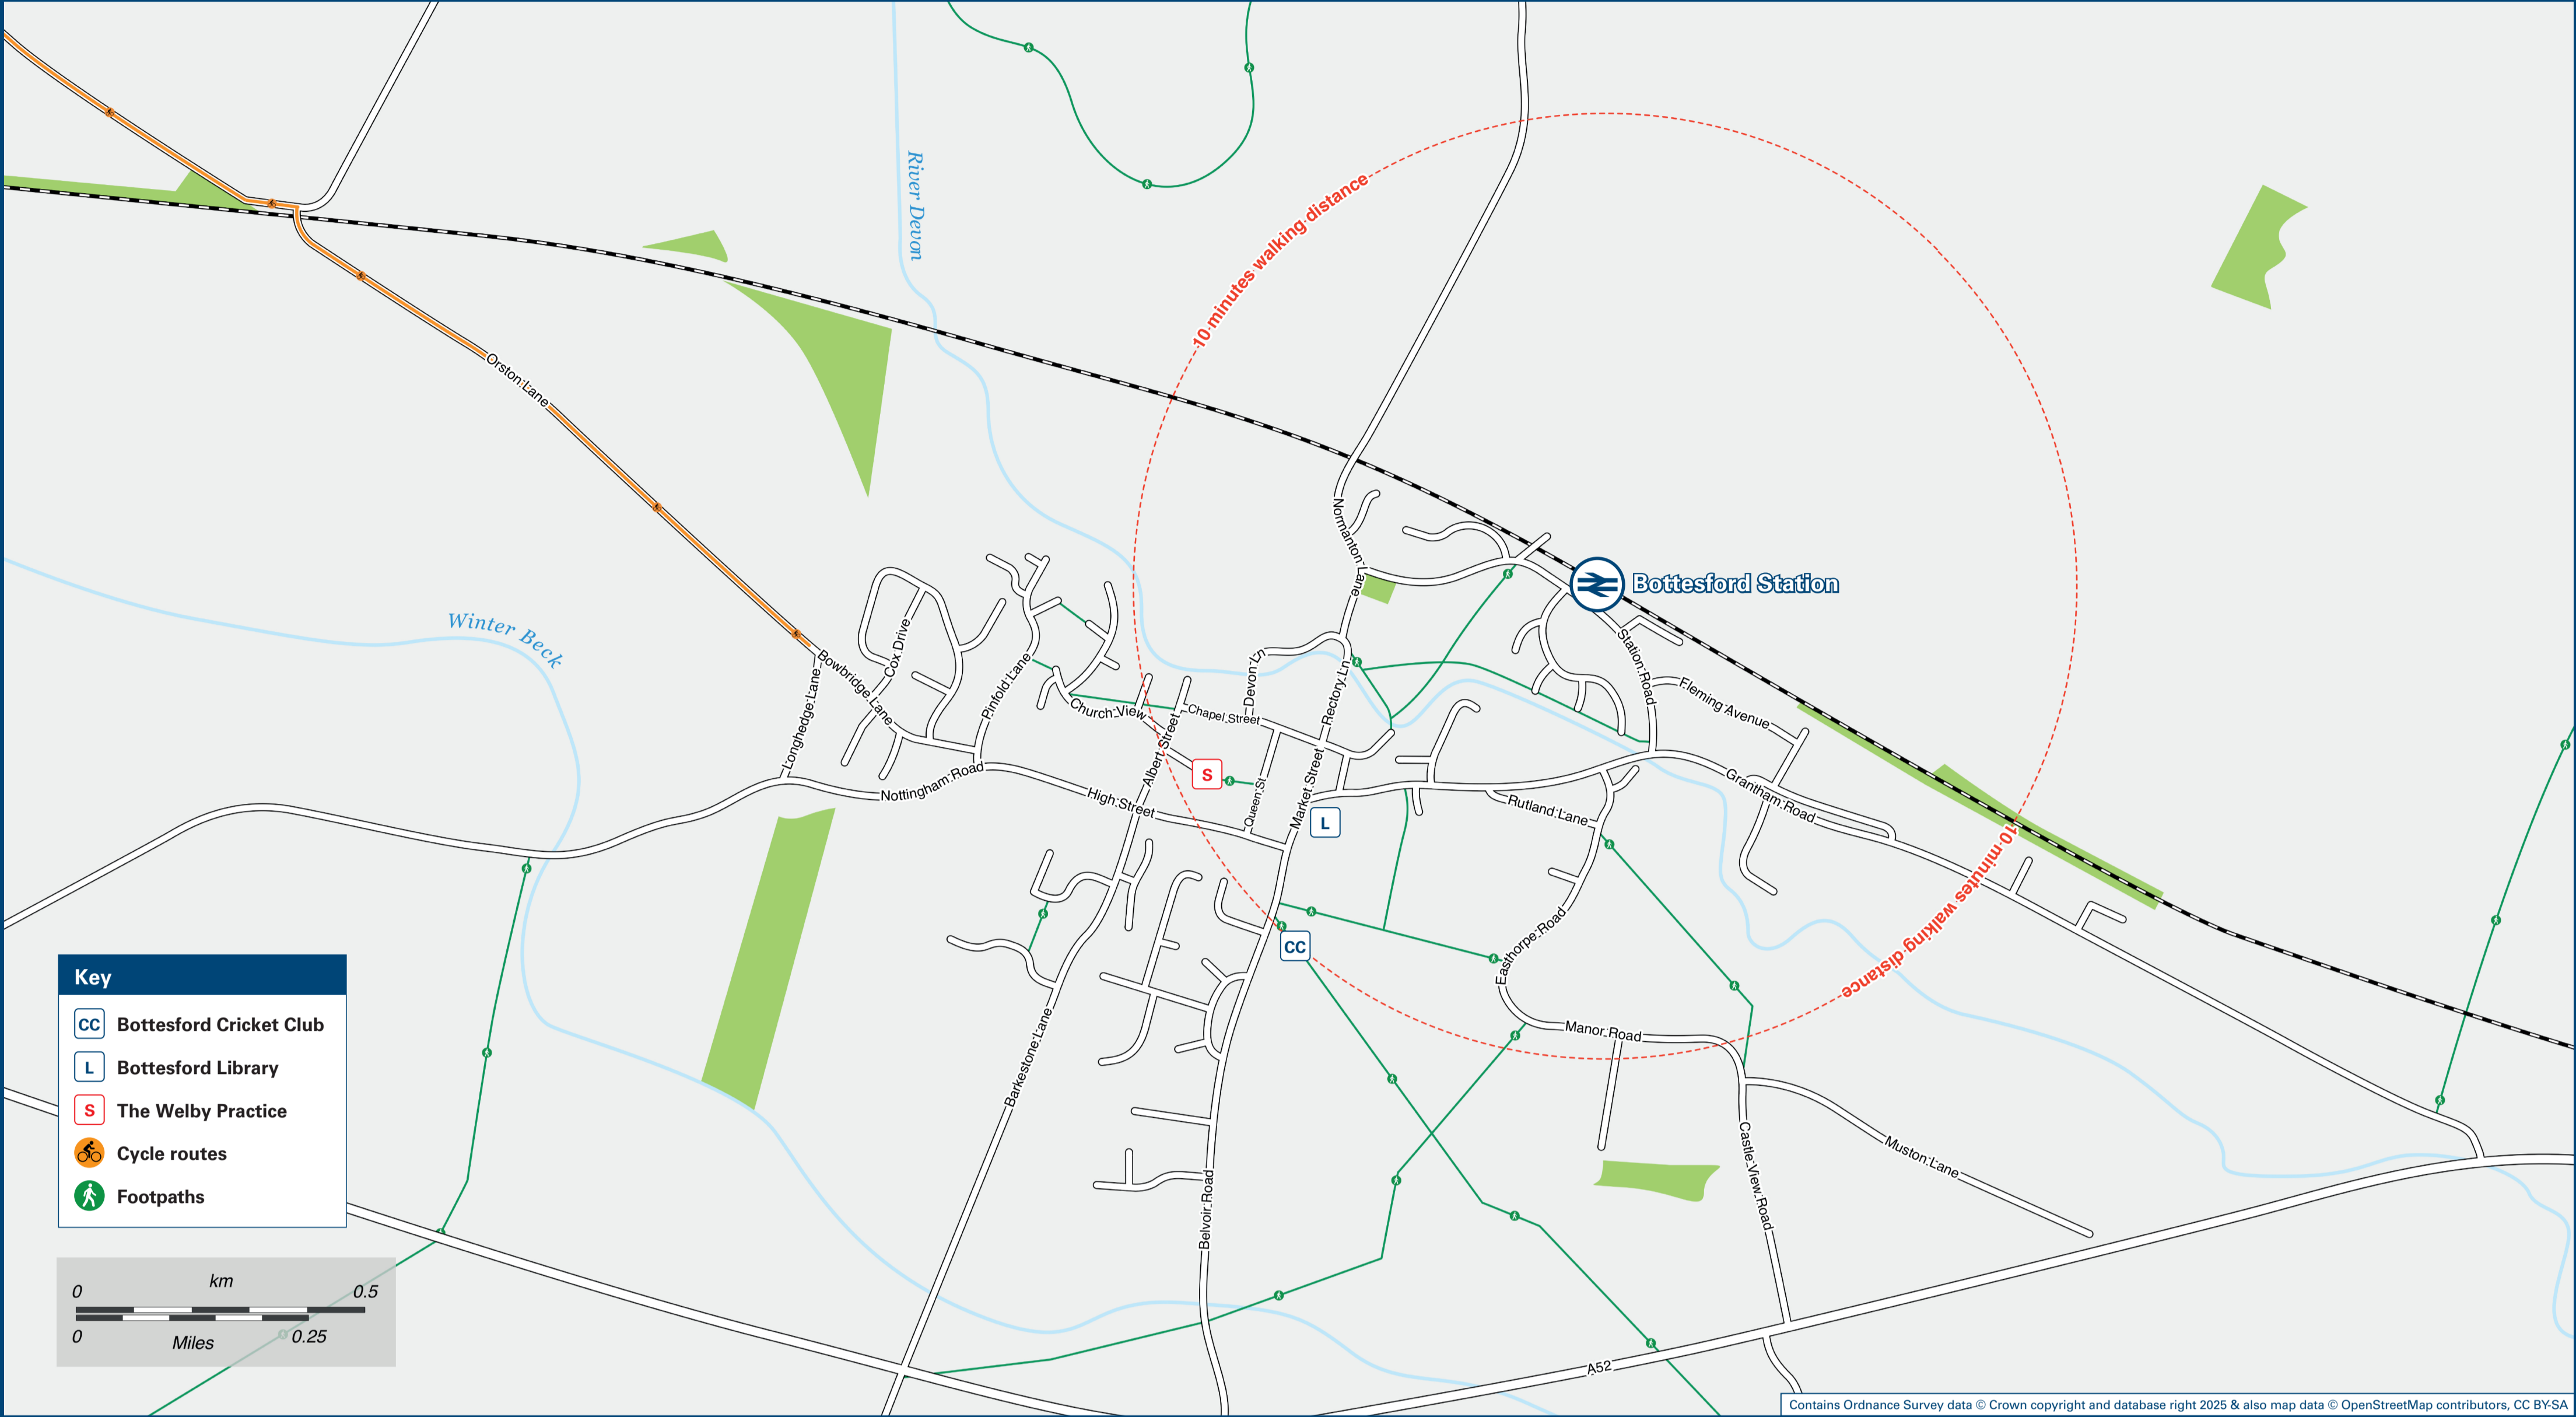 10 minutes walking distance
River Devon
Orston Lane
Winter Beck
Normanton Lane
Bottesford Station
Station Road
Fleming Avenue
Cox Drive
Bowbridge Lane
Longhedge Lane
Pinfold Lane
Church View
Chapel Street
Devon Ln
Rectory Ln
Albert Street
S
Queen St
Market Street
L
Nottingham Road
High Street
Rutland Lane
Grantham Road
10 minutes walking distance
CC
Easthorpe Road
Manor Road
Barkestone Lane
Belvoir Road
Castle View Road
Muston Lane
A52
Key
CC Bottesford Cricket Club
L Bottesford Library
S The Welby Practice
Cycle routes
Footpaths
km
0 0.5
0 0.25
Miles
Contains Ordnance Survey data © Crown copyright and database right 2025 & also map data © OpenStreetMap contributors, CC BY-SA